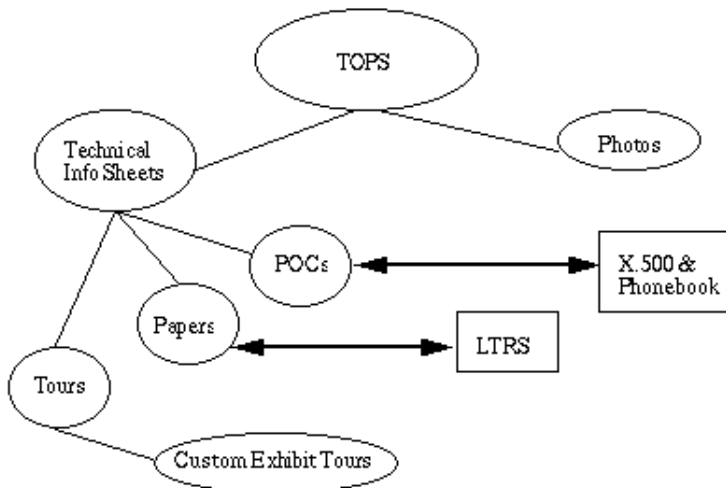 TOPS
Technical
Info Sheets
Photos
POCs
X.500 &
Phonebook
Papers
LTRS
Tours
Custom Exhibit Tours